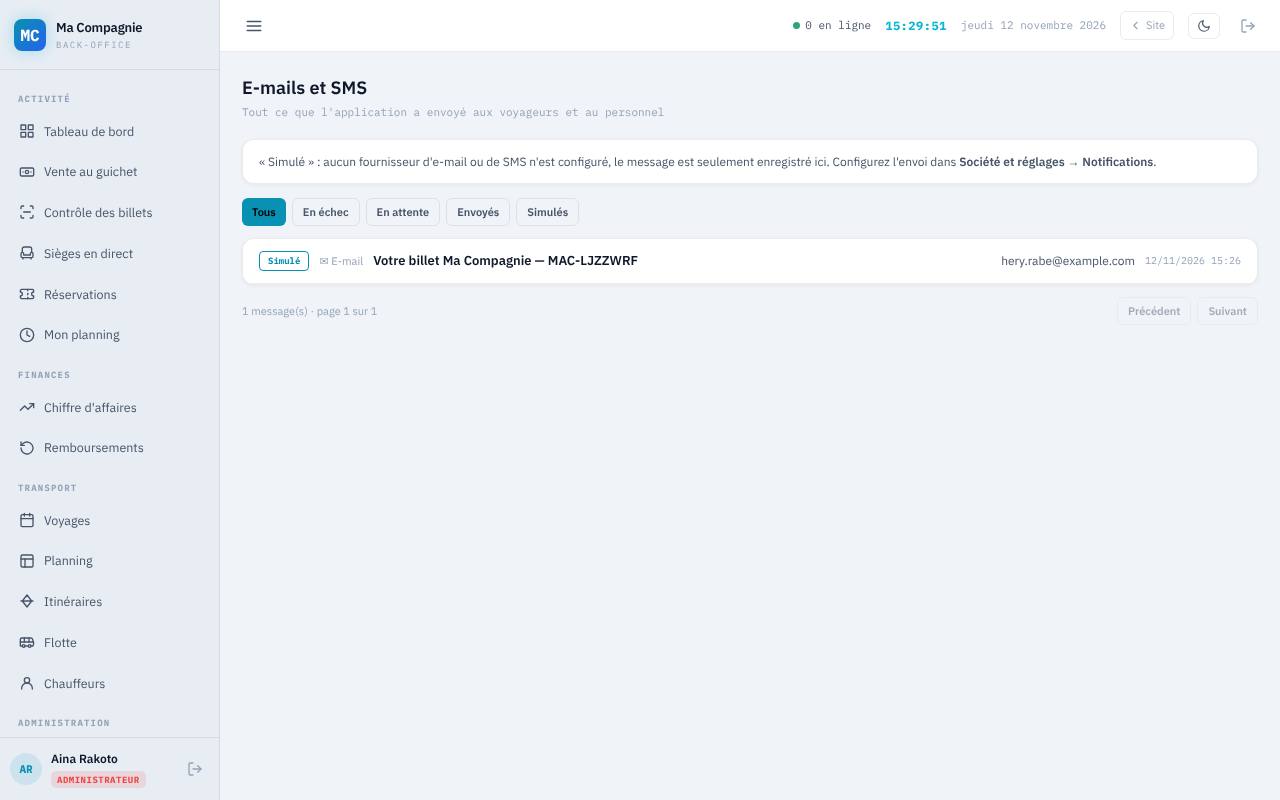 MC
Ma Compagnie
BACK-OFFICE
0 en ligne
15:29:51
jeudi 12 novembre 2026
Site
ACTIVITÉ
Tableau de bord
Vente au guichet
Contrôle des billets
Sièges en direct
Réservations
Mon planning
FINANCES
Chiffre d'affaires
Remboursements
TRANSPORT
Voyages
Planning
Itinéraires
Flotte
Chauffeurs
ADMINISTRATION
AR
Aina Rakoto
ADMINISTRATEUR
E-mails et SMS
Tout ce que l'application a envoyé aux voyageurs et au personnel
« Simulé » : aucun fournisseur d'e-mail ou de SMS n'est configuré, le message est seulement enregistré ici. Configurez l'envoi dans Société et réglages → Notifications.
Tous
En échec
En attente
Envoyés
Simulés
Simulé ✉ E-mail Votre billet Ma Compagnie — MAC-LJZZWRF hery.rabe@example.com 12/11/2026 15:26
1 message(s) · page 1 sur 1
Précédent
Suivant